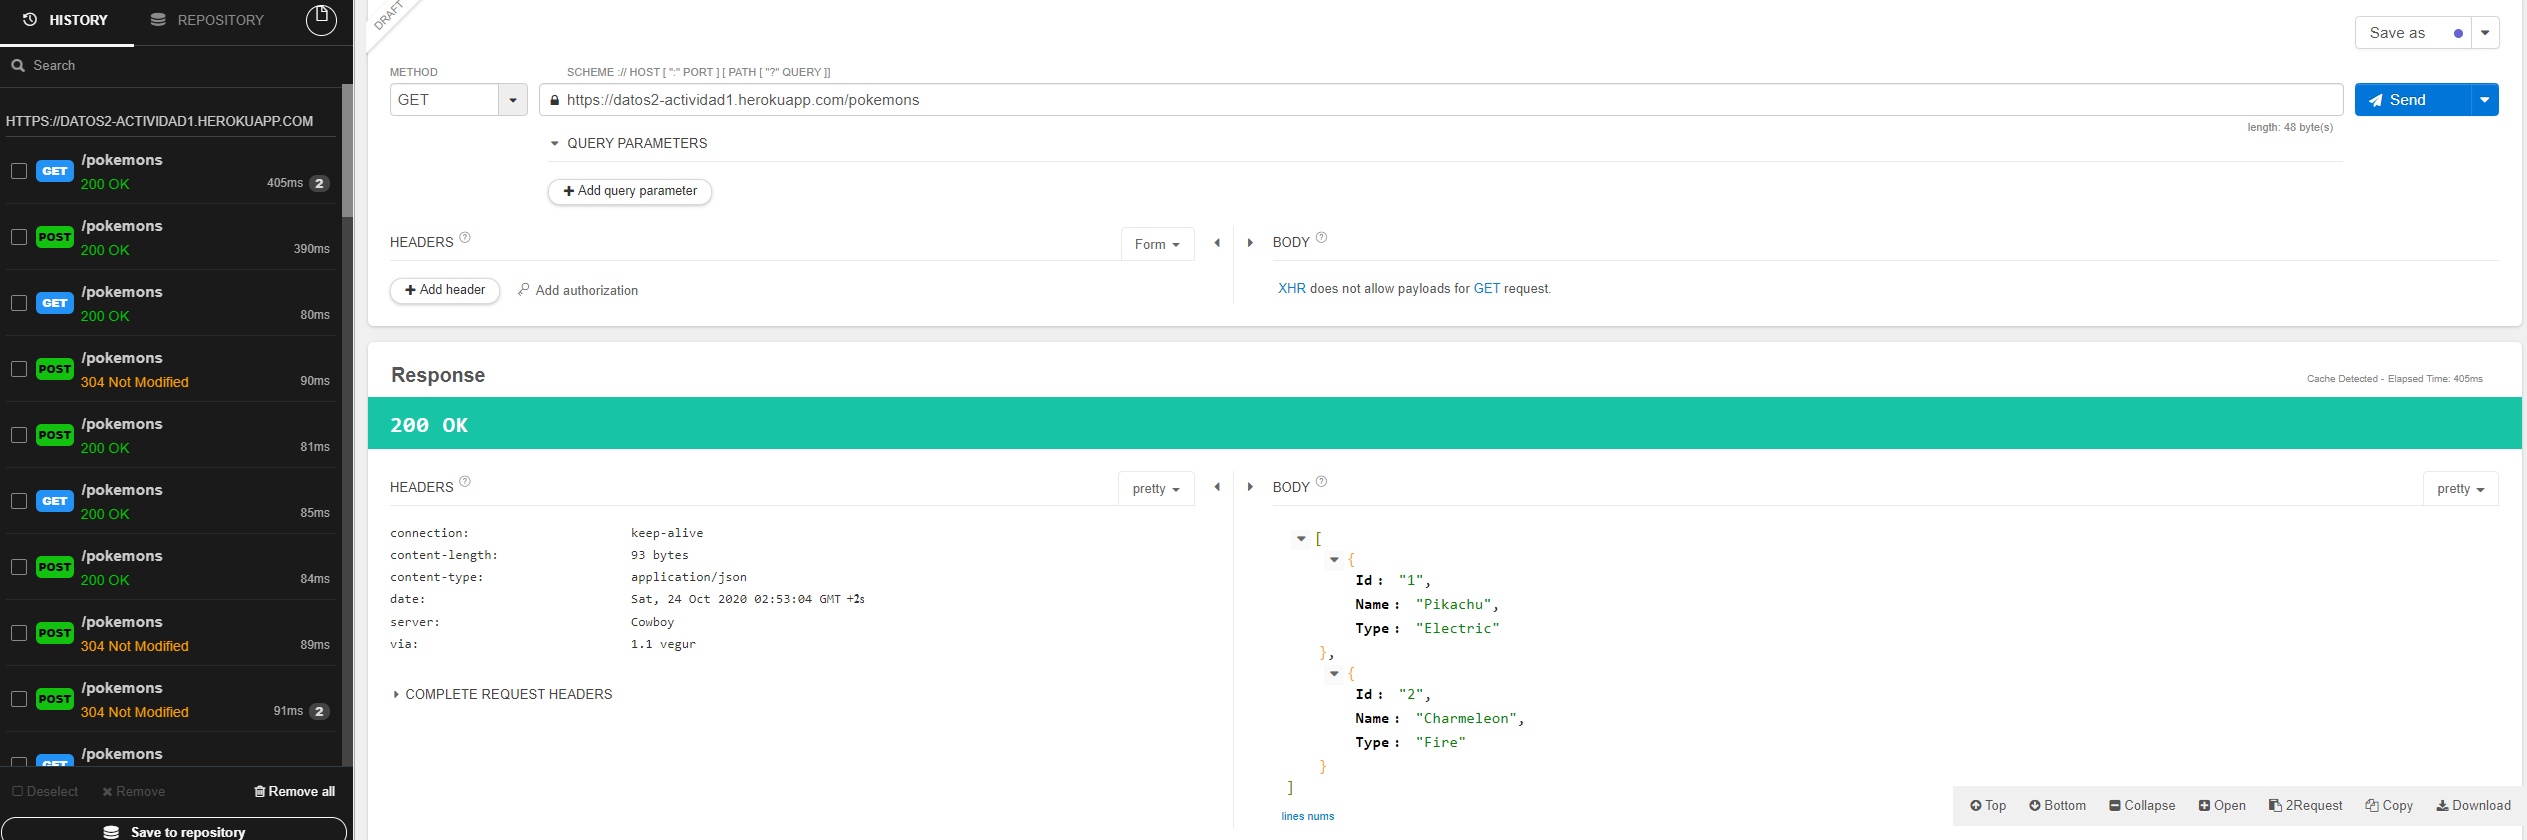 HISTORY
REPOSITORY
Search
HTTPS://DATOS2-ACTIVIDAD1.HEROKUAPP.COM
GET /pokemons
200 OK 405ms 2
POST /pokemons
200 OK 390ms
GET /pokemons
200 OK 80ms
POST /pokemons
304 Not Modified 90ms
POST /pokemons
200 OK 81ms
GET /pokemons
200 OK 85ms
POST /pokemons
200 OK 84ms
POST /pokemons
304 Not Modified 89ms
POST /pokemons
304 Not Modified 91ms 2
GET /pokemons
Deselect Remove Remove all
Save to repository
DRAFT
Save as
METHOD
SCHEME :// HOST [ ":" PORT ] [ PATH [ "?" QUERY ]]
GET
https://datos2-actividad1.herokuapp.com/pokemons
Send
length: 48 byte(s)
QUERY PARAMETERS
+ Add query parameter
HEADERS ?
Form
BODY ?
+ Add header
Add authorization
XHR does not allow payloads for GET request.
Response
Cache Detected - Elapsed Time: 405ms
200 OK
HEADERS ?
pretty
BODY ?
pretty
connection: keep-alive
content-length: 93 bytes
content-type: application/json
date: Sat, 24 Oct 2020 02:53:04 GMT +2s
server: Cowboy
via: 1.1 vegur
COMPLETE REQUEST HEADERS
[
{
Id : "1",
Name : "Pikachu",
Type : "Electric"
},
{
Id : "2",
Name : "Charmeleon",
Type : "Fire"
}
]
lines nums
Top Bottom Collapse Open 2Request Copy Download